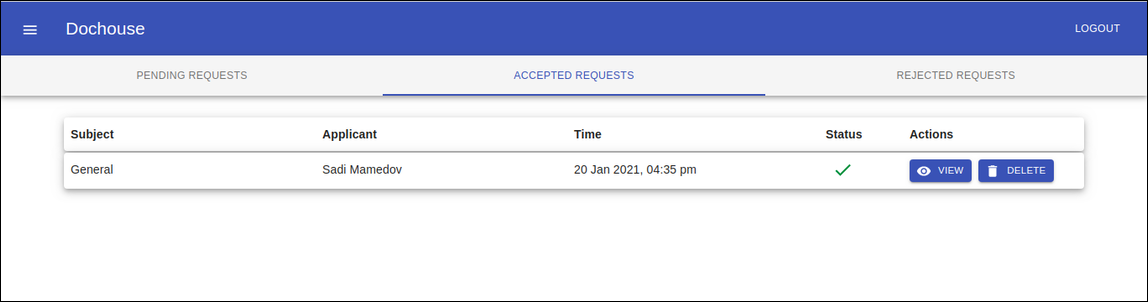 Dochouse LOGOUT
PENDING REQUESTS ACCEPTED REQUESTS REJECTED REQUESTS
Subject Applicant Time Status Actions
General Sadi Mamedov 20 Jan 2021, 04:35 pm VIEW DELETE